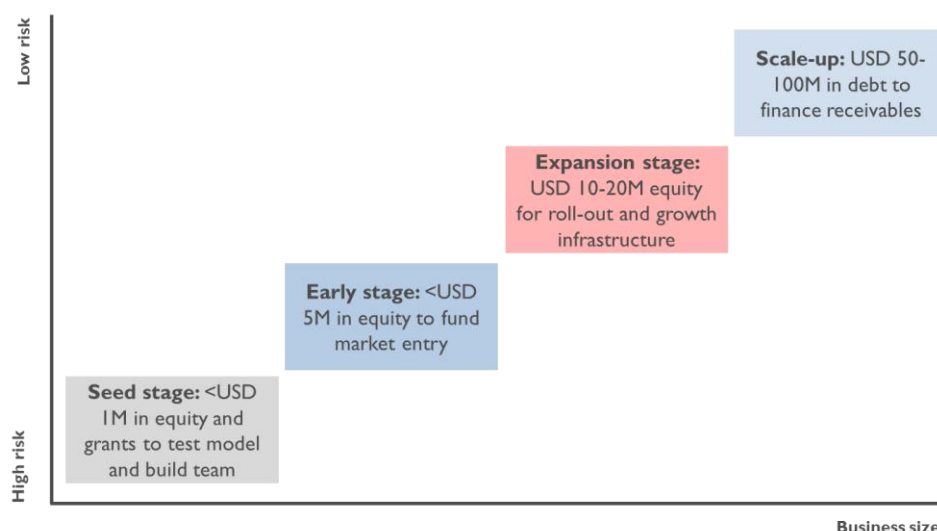 Low risk
Scale-up: USD 50-
100M in debt to
finance receivables
Expansion stage:
USD 10-20M equity
for roll-out and growth
infrastructure
Early stage: <USD
5M in equity to fund
market entry
Seed stage: <USD
1M in equity and
grants to test model
and build team
High risk
Business size